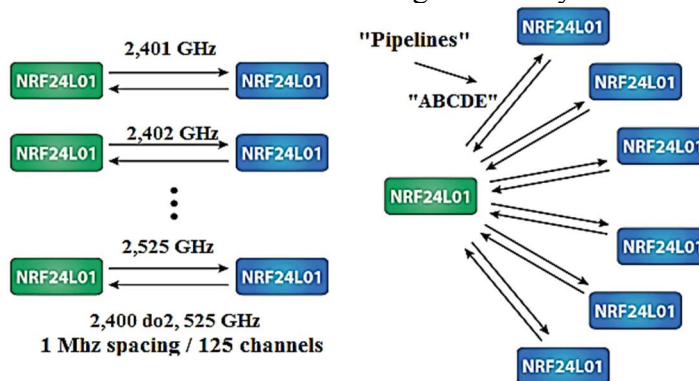 2,401 GHz
NRF24L01
NRF24L01
2,402 GHz
NRF24L01
NRF24L01
2,525 GHz
NRF24L01
NRF24L01
2,400 do2, 525 GHz
1 Mhz spacing / 125 channels
"Pipelines"
"ABCDE"
NRF24L01
NRF24L01
NRF24L01
NRF24L01
NRF24L01
NRF24L01
NRF24L01